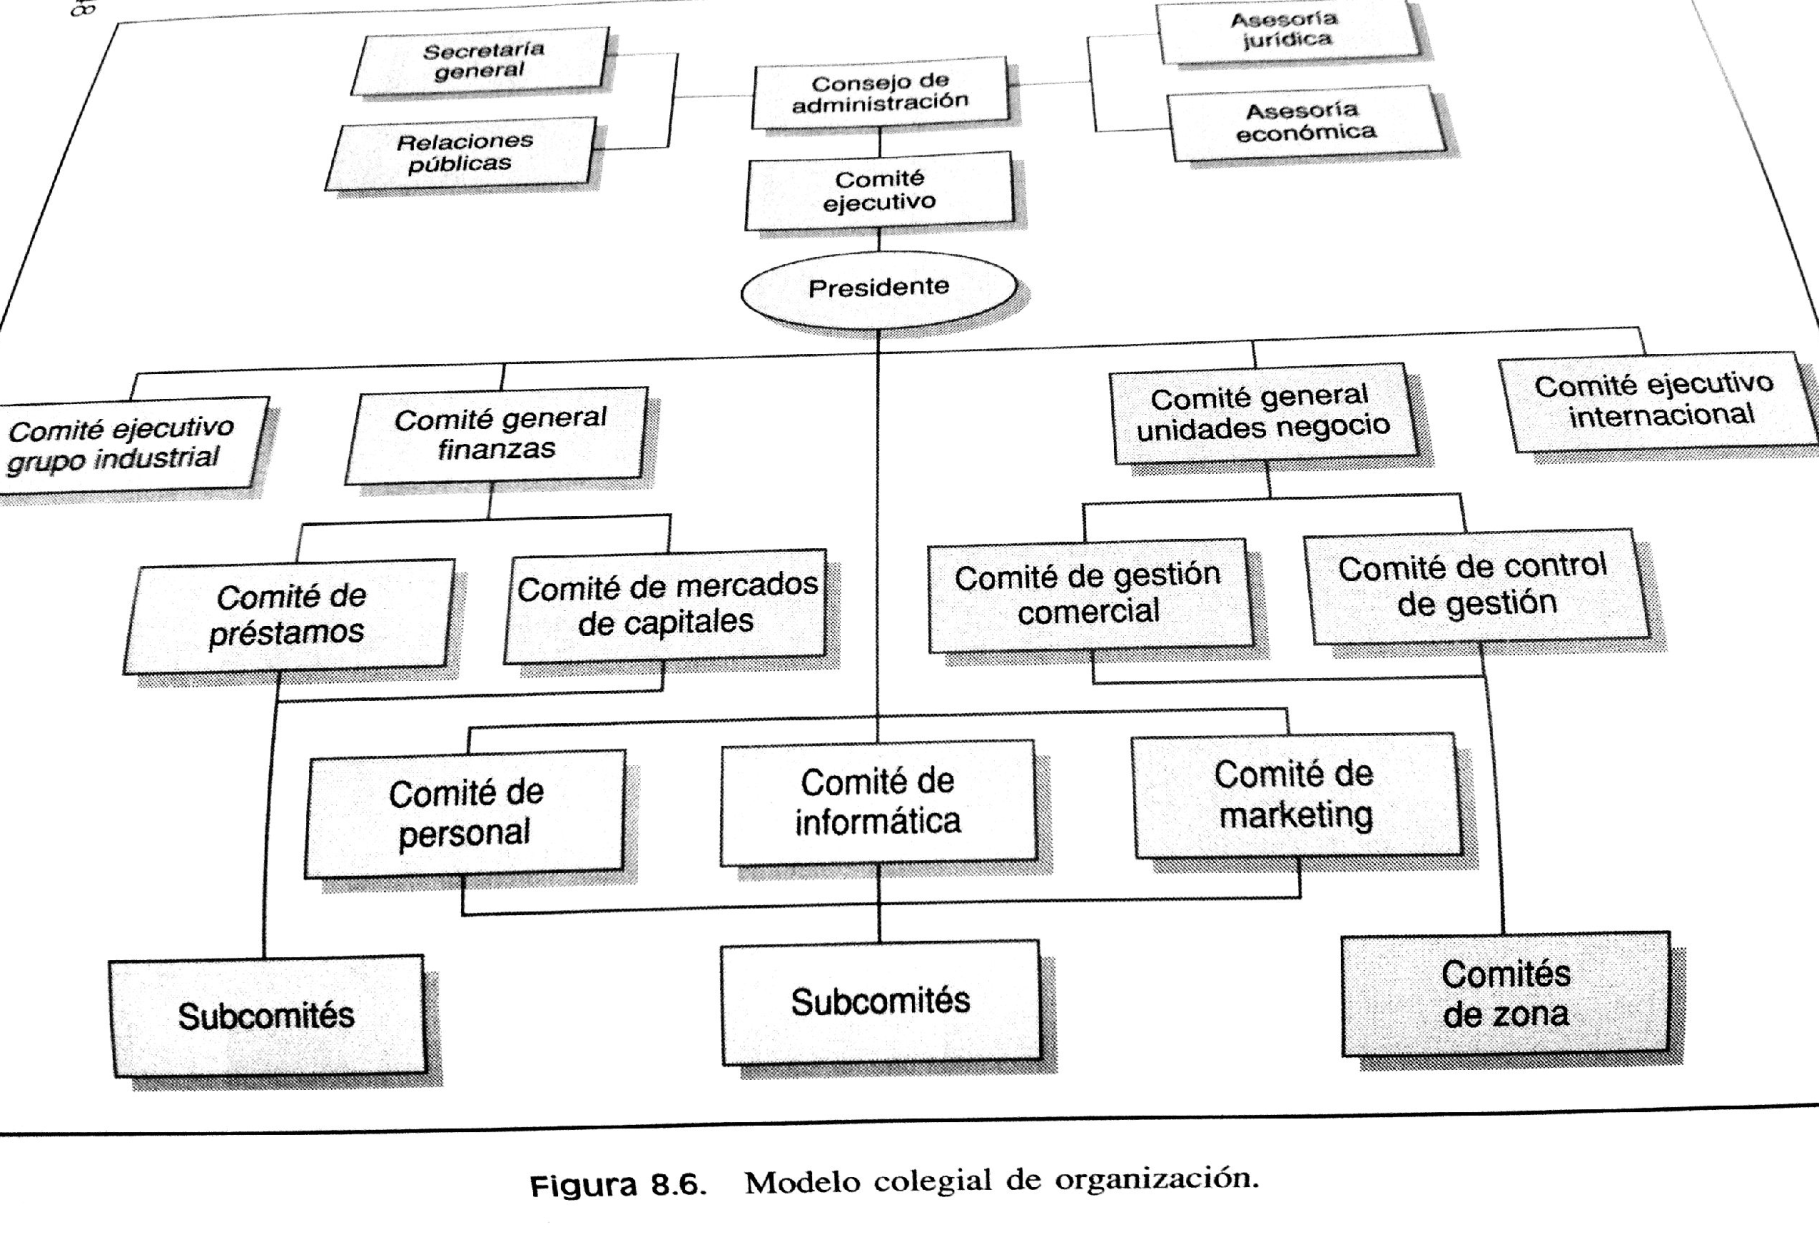 Secretaría
general
Relaciones
públicas
Consejo de
administración
Asesoría
jurídica
Asesoría
económica
Comité
ejecutivo
Presidente
Comité ejecutivo
grupo industrial
Comité general
finanzas
Comité general
unidades negocio
Comité ejecutivo
internacional
Comité de
préstamos
Comité de mercados
de capitales
Comité de gestión
comercial
Comité de control
de gestión
Comité de
personal
Comité de
informática
Comité de
marketing
Subcomités
Subcomités
Comités
de zona
Figura 8.6. Modelo colegial de organización.